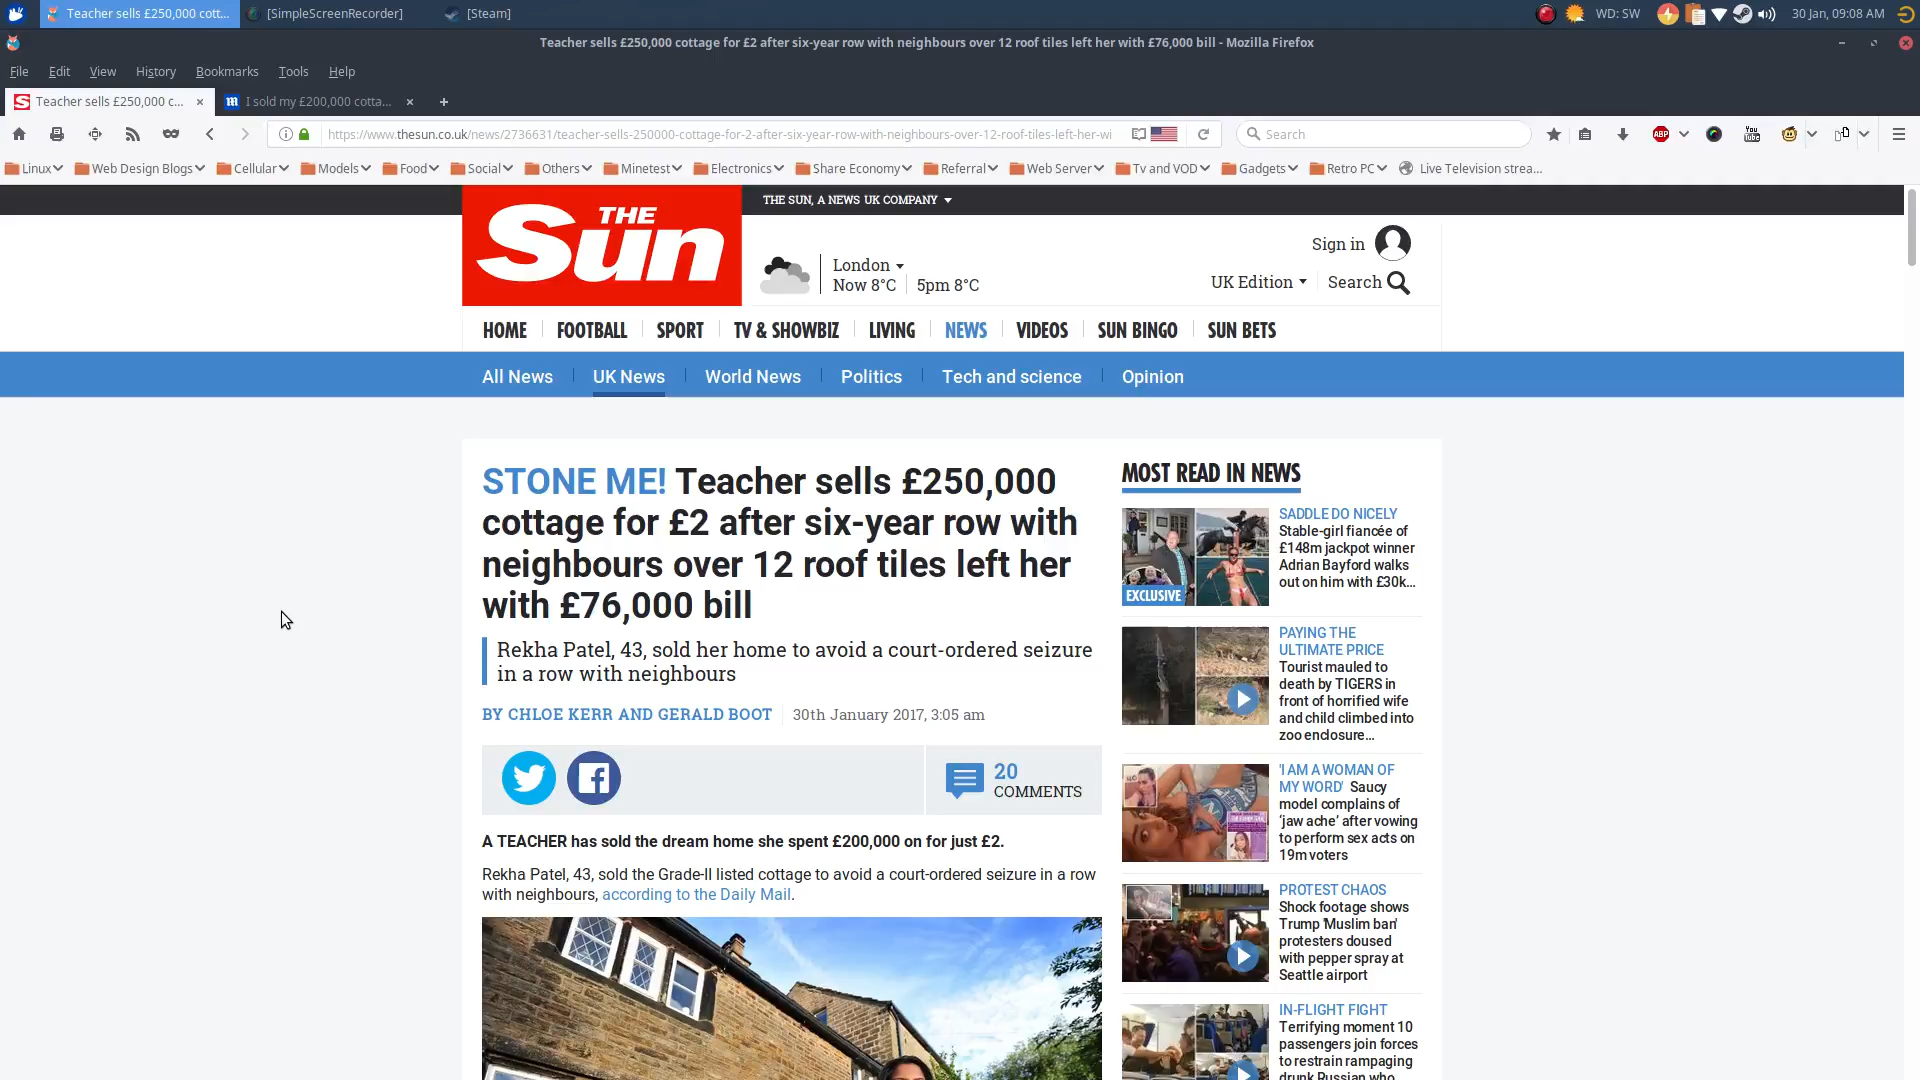 Teacher sells £250,000 cott...
[SimpleScreenRecorder]
[Steam]
WD: SW
30 Jan, 09:08 AM
Teacher sells £250,000 cottage for £2 after six-year row with neighbours over 12 roof tiles left her with £76,000 bill - Mozilla Firefox
File Edit View History Bookmarks Tools Help
Teacher sells £250,000 c...
I sold my £200,000 cotta...
https://www.thesun.co.uk/news/2736631/teacher-sells-250000-cottage-for-2-after-six-year-row-with-neighbours-over-12-roof-tiles-left-her-wi
Search
ABP
You Tube
Linux Web Design Blogs Cellular Models Food Social Others Minetest Electronics Share Economy Referral Web Server Tv and VOD Gadgets Retro PC Live Television strea...
THE SUN, A NEWS UK COMPANY
THE
Sun
London
Now 8°C 5pm 8°C
Sign in
UK Edition
Search
HOME FOOTBALL SPORT TV & SHOWBIZ LIVING NEWS VIDEOS SUN BINGO SUN BETS
All News UK News World News Politics Tech and science Opinion
STONE ME! Teacher sells £250,000
cottage for £2 after six-year row with
neighbours over 12 roof tiles left her
with £76,000 bill
Rekha Patel, 43, sold her home to avoid a court-ordered seizure
in a row with neighbours
BY CHLOE KERR AND GERALD BOOT
30th January 2017, 3:05 am
20
COMMENTS
A TEACHER has sold the dream home she spent £200,000 on for just £2.
Rekha Patel, 43, sold the Grade-II listed cottage to avoid a court-ordered seizure in a row
with neighbours, according to the Daily Mail.
MOST READ IN NEWS
EXCLUSIVE
SADDLE DO NICELY
Stable-girl fiancée of
£148m jackpot winner
Adrian Bayford walks
out on him with £30k...
PAYING THE
ULTIMATE PRICE
Tourist mauled to
death by TIGERS in
front of horrified wife
and child climbed into
zoo enclosure...
'I AM A WOMAN OF
MY WORD' Saucy
model complains of
'jaw ache' after vowing
to perform sex acts on
19m voters
PROTEST CHAOS
Shock footage shows
Trump 'Muslim ban'
protesters doused
with pepper spray at
Seattle airport
IN-FLIGHT FIGHT
Terrifying moment 10
passengers join forces
to restrain rampaging
drunk Russian who